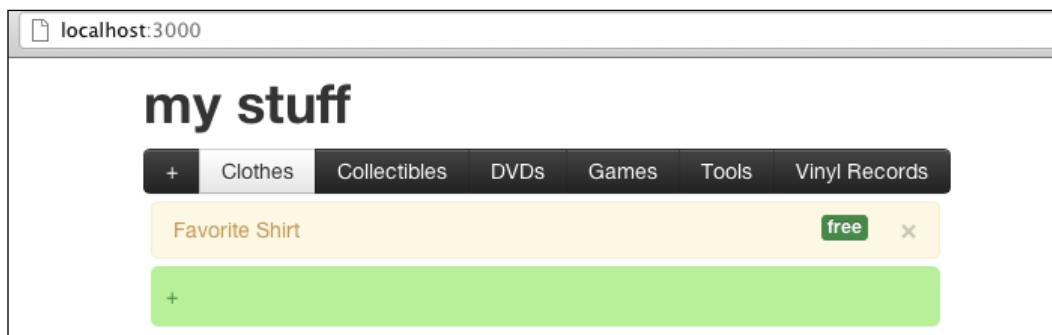 localhost:3000
my stuff
+ Clothes Collectibles DVDs Games Tools Vinyl Records
Favorite Shirt free ×
+